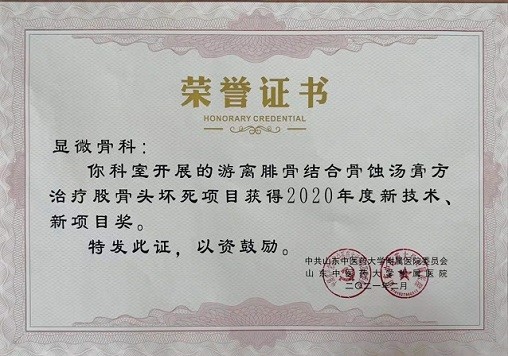 荣誉证书
HONORARY CREDENTIAL
显微骨科：
你科室开展的游离腓骨结合骨蚀汤膏方
治疗股骨头坏死项目获得2020年度新技术、
新项目奖。
特发此证，以资鼓励。
中共山东中医药大学附属医院委员会
山东中医药大学附属医院
二〇二一年二月